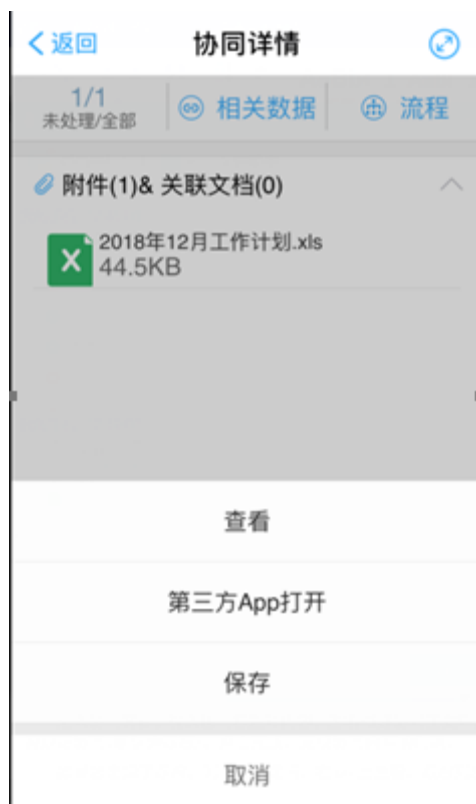 返回
协同详情
1/1
未处理/全部
相关数据
流程
附件(1)& 关联文档(0)
X
2018年12月工作计划.xls
44.5KB
查看
第三方App打开
保存
取消